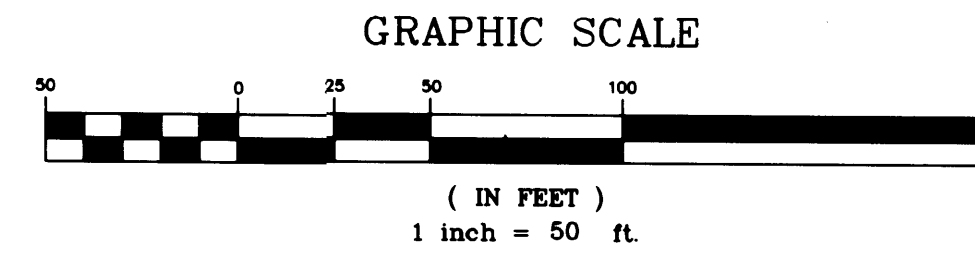 GRAPHIC SCALE
50 0 25 50 100
( IN FEET )
1 inch = 50 ft.